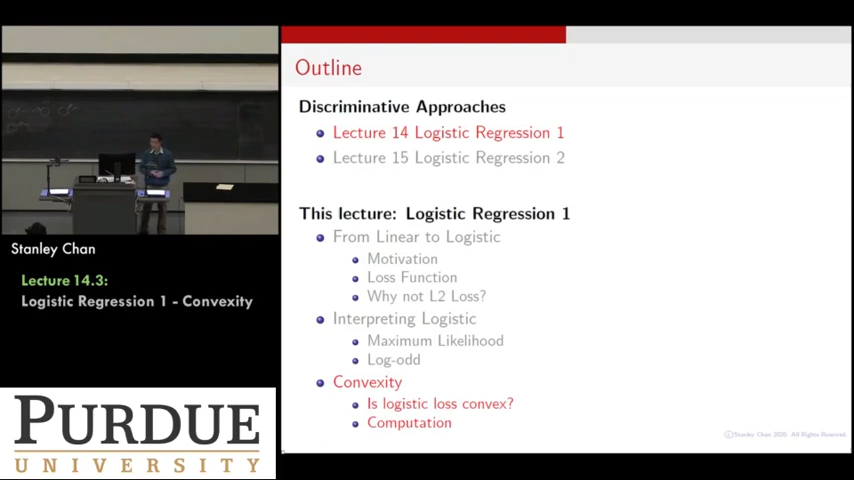 Outline
Discriminative Approaches
Lecture 14 Logistic Regression 1
Lecture 15 Logistic Regression 2
This lecture: Logistic Regression 1
From Linear to Logistic
Motivation
Loss Function
Why not L2 Loss?
Interpreting Logistic
Maximum Likelihood
Log-odd
Convexity
Is logistic loss convex?
Computation
©Stanley Chan 2020. All Rights Reserved.
Stanley Chan
Lecture 14.3:
Logistic Regression 1 - Convexity
PURDUE
UNIVERSITY